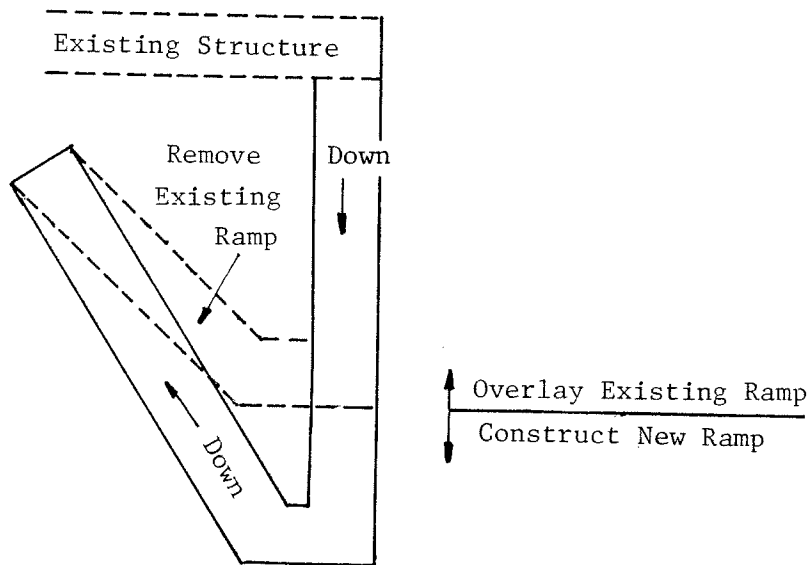 Existing Structure
Remove
Existing
Ramp
Down
Overlay Existing Ramp
Construct New Ramp
Down